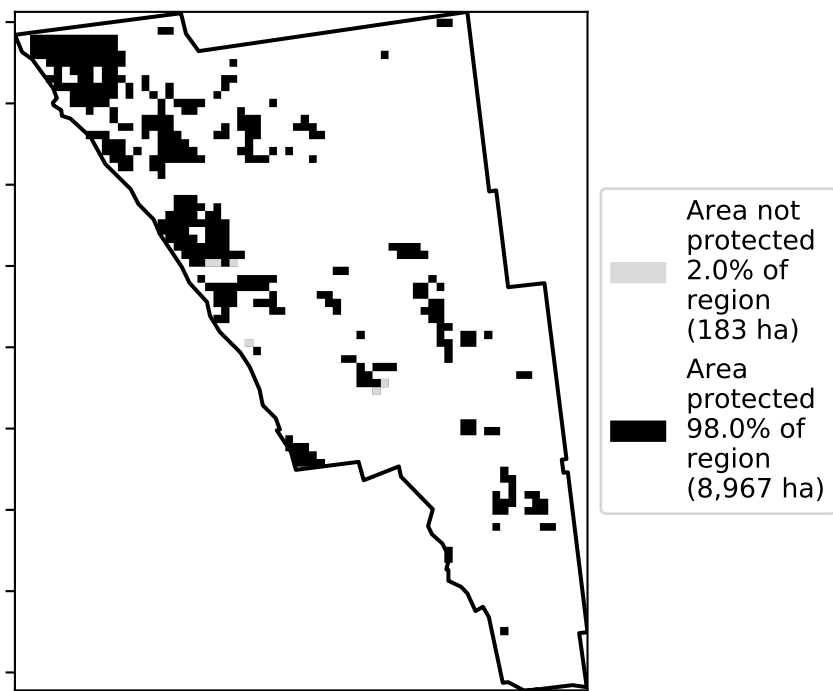 Area not
protected
2.0% of
region
(183 ha)
Area
protected
98.0% of
region
(8,967 ha)